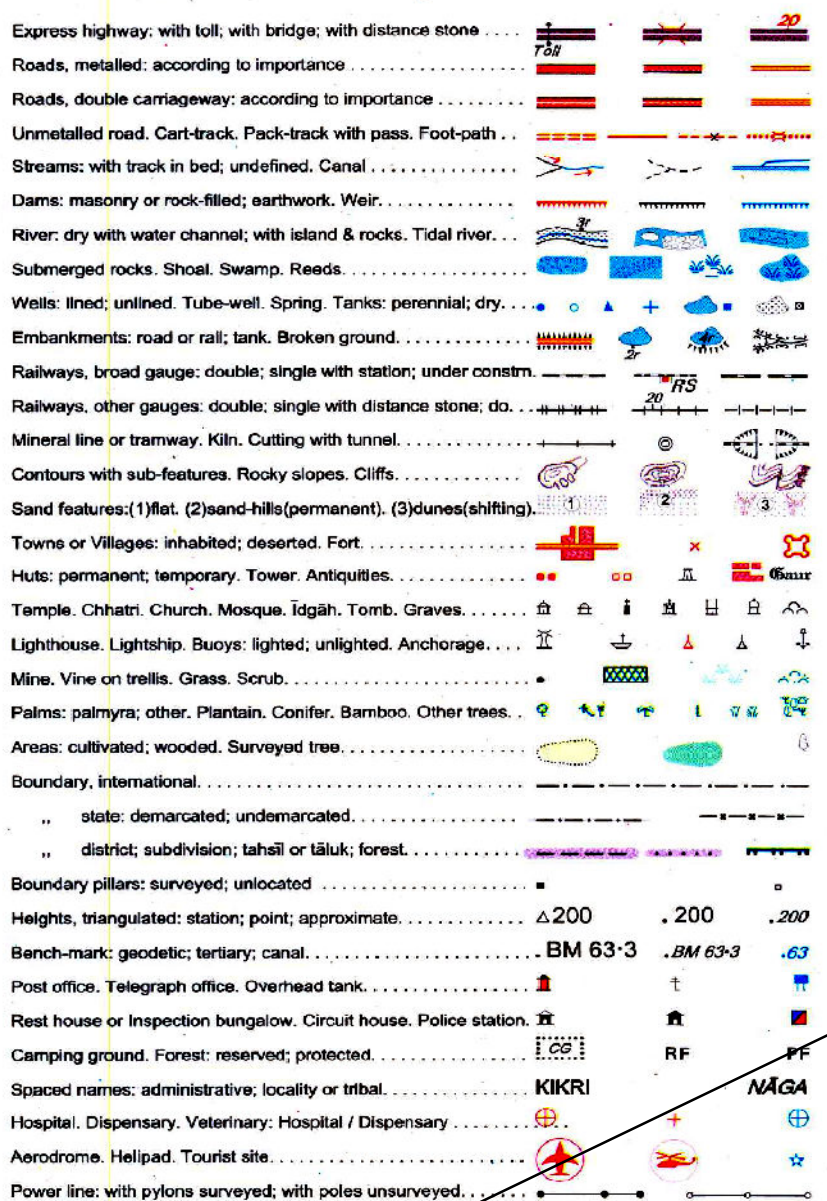 20
Express highway: with toll; with bridge; with distance stone ....
Toll
Roads, metalled: according to importance ..................
Roads, double carriageway: according to importance .........
Unmetalled road. Cart-track. Pack-track with pass. Foot-path ..
Streams: with track in bed; undefined. Canal ...............
Dams: masonry or rock-filled; earthwork. Weir...............
River: dry with water channel; with island & rocks. Tidal river... 3r
Submerged rocks. Shoal. Swamp. Reeds...................
Wells: lined; unlined. Tube-well. Spring. Tanks: perennial; dry....
Embankments: road or rail; tank. Broken ground............. 2r 4r
Railways, broad gauge: double; single with station; under constrn. RS
Railways, other gauges: double; single with distance stone; do... 20
Mineral line or tramway. Kiln. Cutting with tunnel..............
Contours with sub-features. Rocky slopes. Cliffs..............
Sand features:(1)flat. (2)sand-hills(permanent). (3)dunes(shifting). 1 2 3
Towns or Villages: inhabited; deserted. Fort.................
Huts: permanent; temporary. Tower. Antiquities.............. Gaur
Temple. Chhatri. Church. Mosque. Īdgāh. Tomb. Graves.......
Lighthouse. Lightship. Buoys: lighted; unlighted. Anchorage....
Mine. Vine on trellis. Grass. Scrub.......................
Palms: palmyra; other. Plantain. Conifer. Bamboo. Other trees. .
Areas: cultivated; wooded. Surveyed tree..................
Boundary, international..............................
,, state: demarcated; undemarcated..................
,, district; subdivision; tahsīl or tāluk; forest............
Boundary pillars: surveyed; unlocated ....................
Heights, triangulated: station; point; approximate............. 200 .200 .200
Bench-mark: geodetic; tertiary; canal..................... .BM 63·3 .BM 63·3 .63
Post office. Telegraph office. Overhead tank................
Rest house or Inspection bungalow. Circuit house. Police station.
Camping ground. Forest: reserved; protected............... CG RF PF
Spaced names: administrative; locality or tribal.............. KIKRI NĀGA
Hospital. Dispensary. Veterinary: Hospital / Dispensary ........
Aerodrome. Helipad. Tourist site.........................
Power line: with pylons surveyed; with poles unsurveyed.......